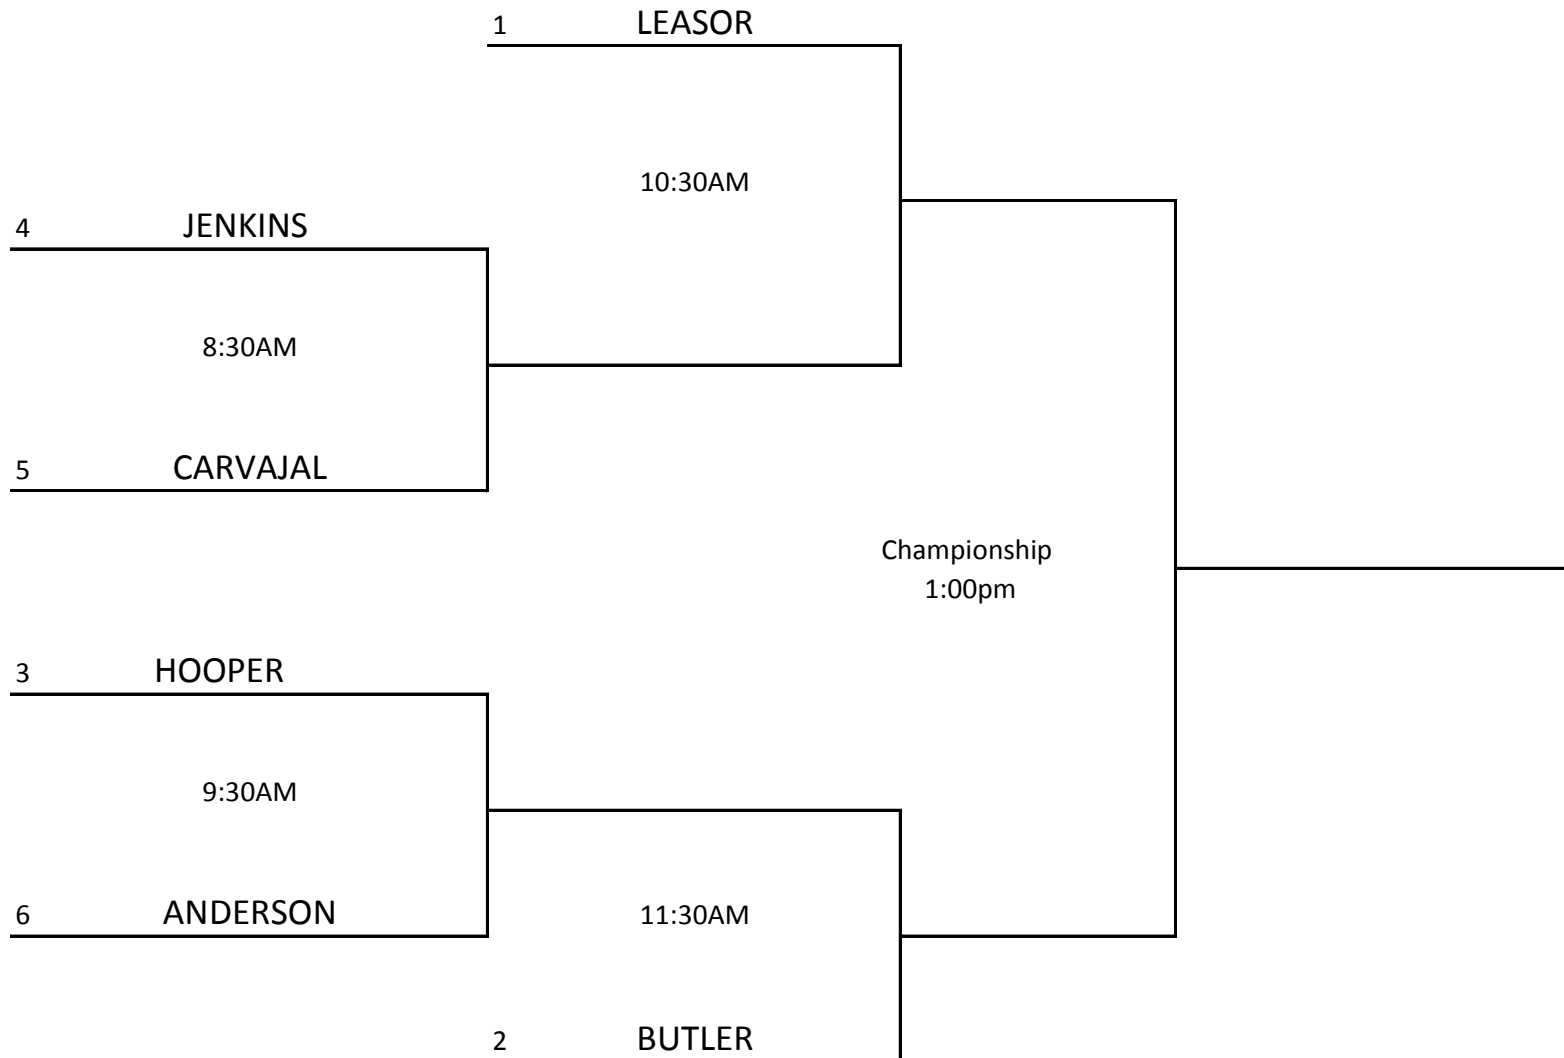 1 LEASOR
10:30AM
4 JENKINS
8:30AM
5 CARVAJAL
Championship
1:00pm
3 HOOPER
9:30AM
6 ANDERSON
11:30AM
2 BUTLER